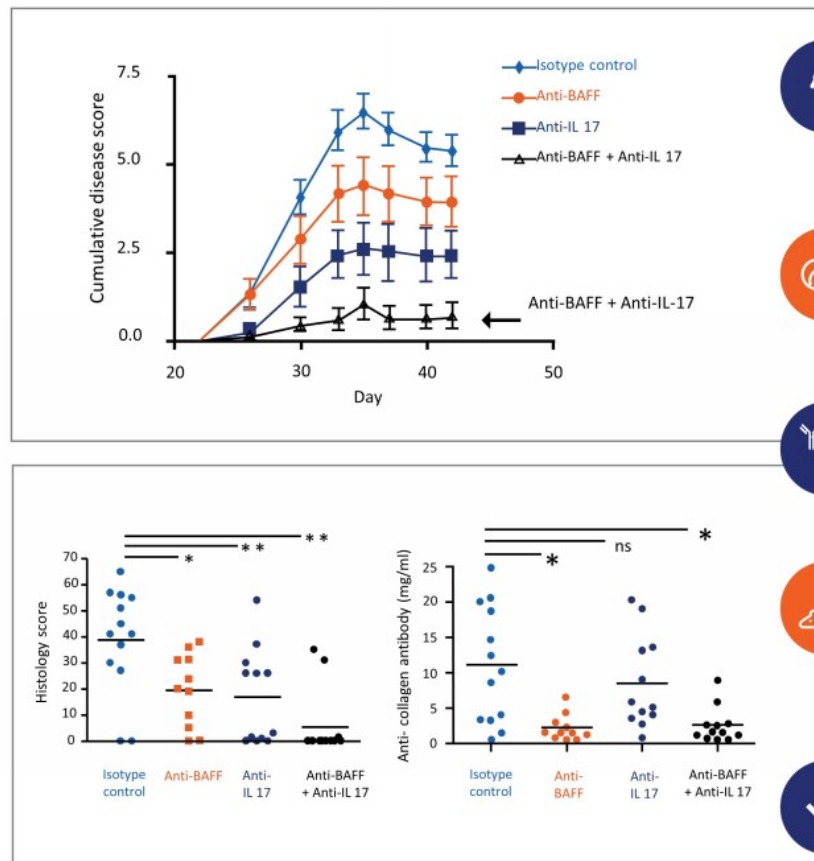 Isotype control
Anti-BAFF
Anti-IL 17
Anti-BAFF + Anti-IL 17
7.5
5.0
2.5
0.0
Cumulative disease score
20 30 40 50
Day
Anti-BAFF + Anti-IL-17
Histology score
70
60
50
40
30
20
10
0
* *
* *
*
Isotype control
Anti-BAFF
Anti-
IL 17
Anti-BAFF
+ Anti-IL 17
Anti- collagen antibody (mg/ml)
25
20
15
10
5
0
*
ns
*
Isotype
control
Anti-
BAFF
Anti-
IL 17
Anti-BAFF
+ Anti-IL 17